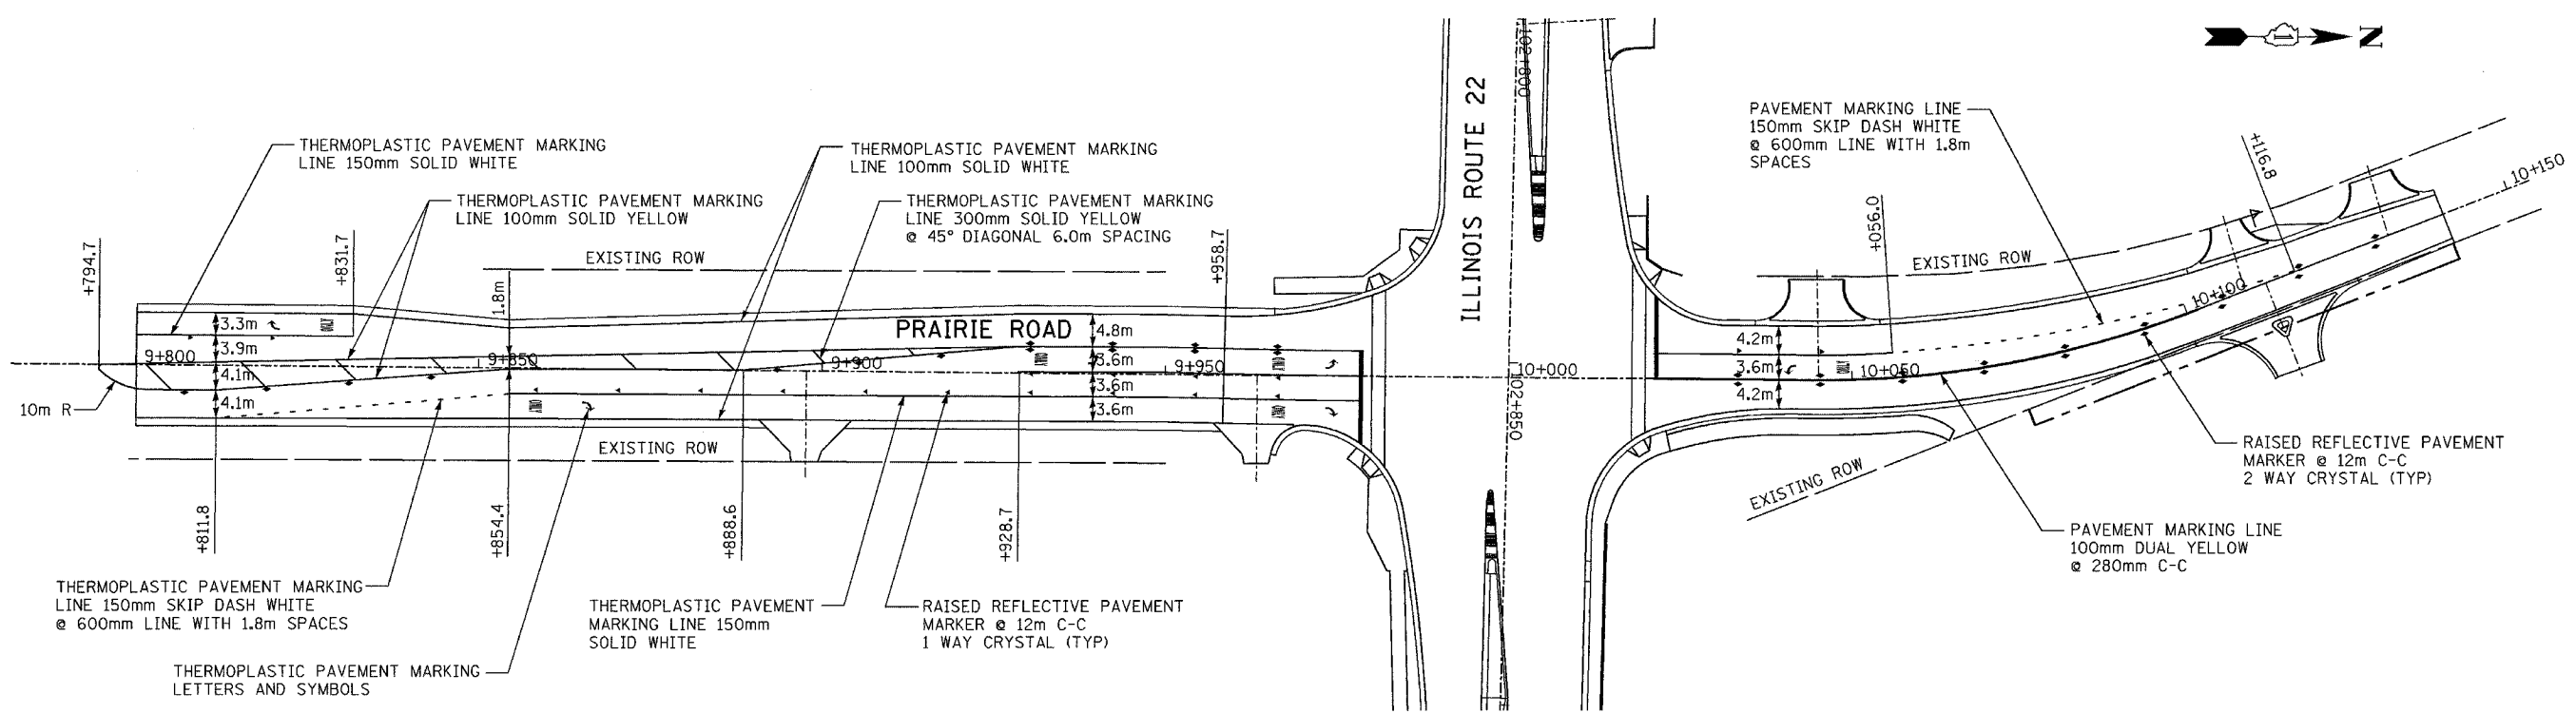 N
102+800
ILLINOIS ROUTE 22
PAVEMENT MARKING LINE
150mm SKIP DASH WHITE
@ 600mm LINE WITH 1.8m
SPACES
THERMOPLASTIC PAVEMENT MARKING
LINE 150mm SOLID WHITE
THERMOPLASTIC PAVEMENT MARKING
LINE 100mm SOLID WHITE
THERMOPLASTIC PAVEMENT MARKING
LINE 100mm SOLID YELLOW
THERMOPLASTIC PAVEMENT MARKING
LINE 300mm SOLID YELLOW
@ 45° DIAGONAL 6.0m SPACING
+116.8
10+150
+794.7
+831.7
EXISTING ROW
1.8m
+958.7
+056.0
EXISTING ROW
10+100
3.3m
ONLY
PRAIRIE ROAD
4.8m
4.2m
3.9m
9+800
9+850
9+900
ONLY
3.6m
9+950
ONLY
10+000
3.6m
ONLY
10+050
4.1m
3.6m
4.2m
4.1m
ONLY
3.6m
ONLY
102+850
10m R
EXISTING ROW
EXISTING ROW
RAISED REFLECTIVE PAVEMENT
MARKER @ 12m C-C
2 WAY CRYSTAL (TYP)
+811.8
+854.4
+888.6
+928.7
PAVEMENT MARKING LINE
100mm DUAL YELLOW
@ 280mm C-C
THERMOPLASTIC PAVEMENT MARKING
LINE 150mm SKIP DASH WHITE
@ 600mm LINE WITH 1.8m SPACES
THERMOPLASTIC PAVEMENT
MARKING LINE 150mm
SOLID WHITE
RAISED REFLECTIVE PAVEMENT
MARKER @ 12m C-C
1 WAY CRYSTAL (TYP)
THERMOPLASTIC PAVEMENT MARKING
LETTERS AND SYMBOLS